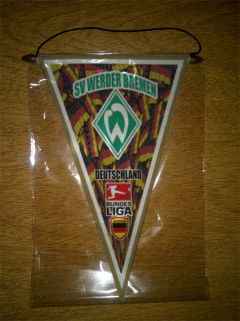 SV WERDER BREMEN
W
DEUTSCHLAND
BUNDES
LIGA